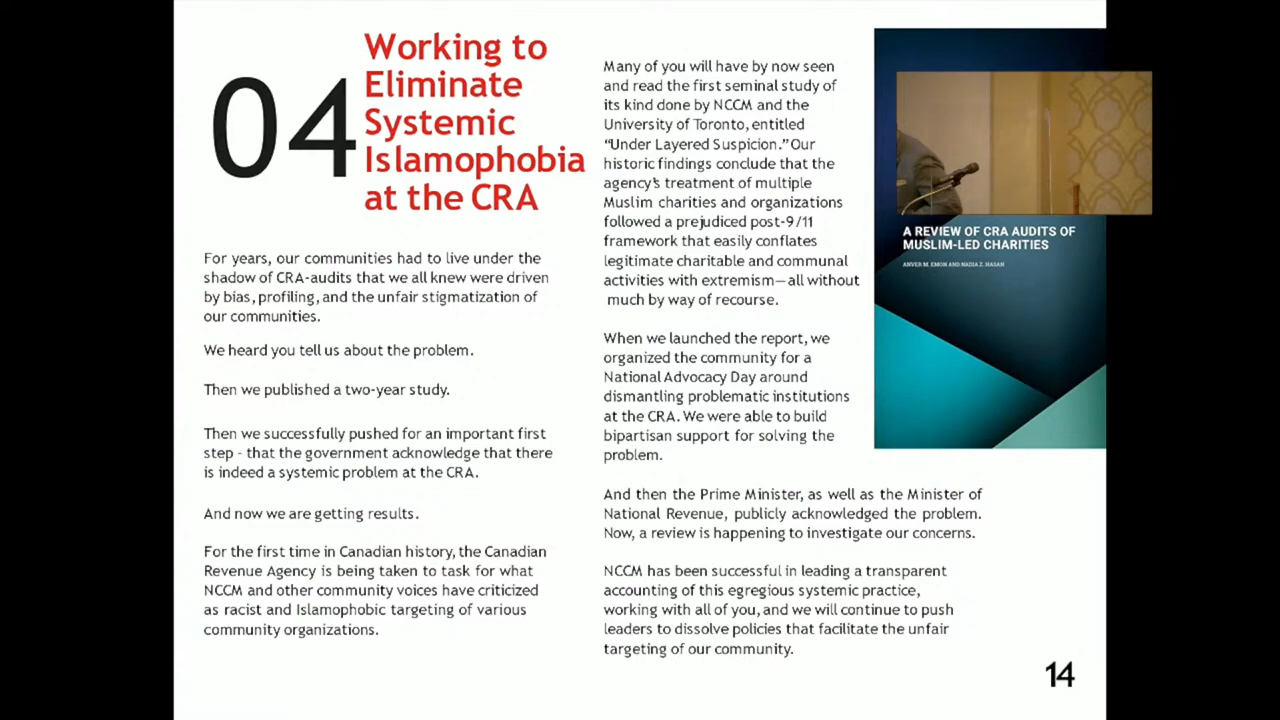 04
Working to
Eliminate
Systemic
Islamophobia
at the CRA
For years, our communities had to live under the
shadow of CRA-audits that we all knew were driven
by bias, profiling, and the unfair stigmatization of
our communities.
We heard you tell us about the problem.
Then we published a two-year study.
Then we successfully pushed for an important first
step - that the government acknowledge that there
is indeed a systemic problem at the CRA.
And now we are getting results.
For the first time in Canadian history, the Canadian
Revenue Agency is being taken to task for what
NCCM and other community voices have criticized
as racist and Islamophobic targeting of various
community organizations.
Many of you will have by now seen
and read the first seminal study of
its kind done by NCCM and the
University of Toronto, entitled
“Under Layered Suspicion.” Our
historic findings conclude that the
agency’s treatment of multiple
Muslim charities and organizations
followed a prejudiced post-9/11
framework that easily conflates
legitimate charitable and communal
activities with extremism—all without
much by way of recourse.
When we launched the report, we
organized the community for a
National Advocacy Day around
dismantling problematic institutions
at the CRA. We were able to build
bipartisan support for solving the
problem.
And then the Prime Minister, as well as the Minister of
National Revenue, publicly acknowledged the problem.
Now, a review is happening to investigate our concerns.
NCCM has been successful in leading a transparent
accounting of this egregious systemic practice,
working with all of you, and we will continue to push
leaders to dissolve policies that facilitate the unfair
targeting of our community.
A REVIEW OF CRA AUDITS OF
MUSLIM-LED CHARITIES
ANVER M. EMON AND NADIA Z. HASAN
14